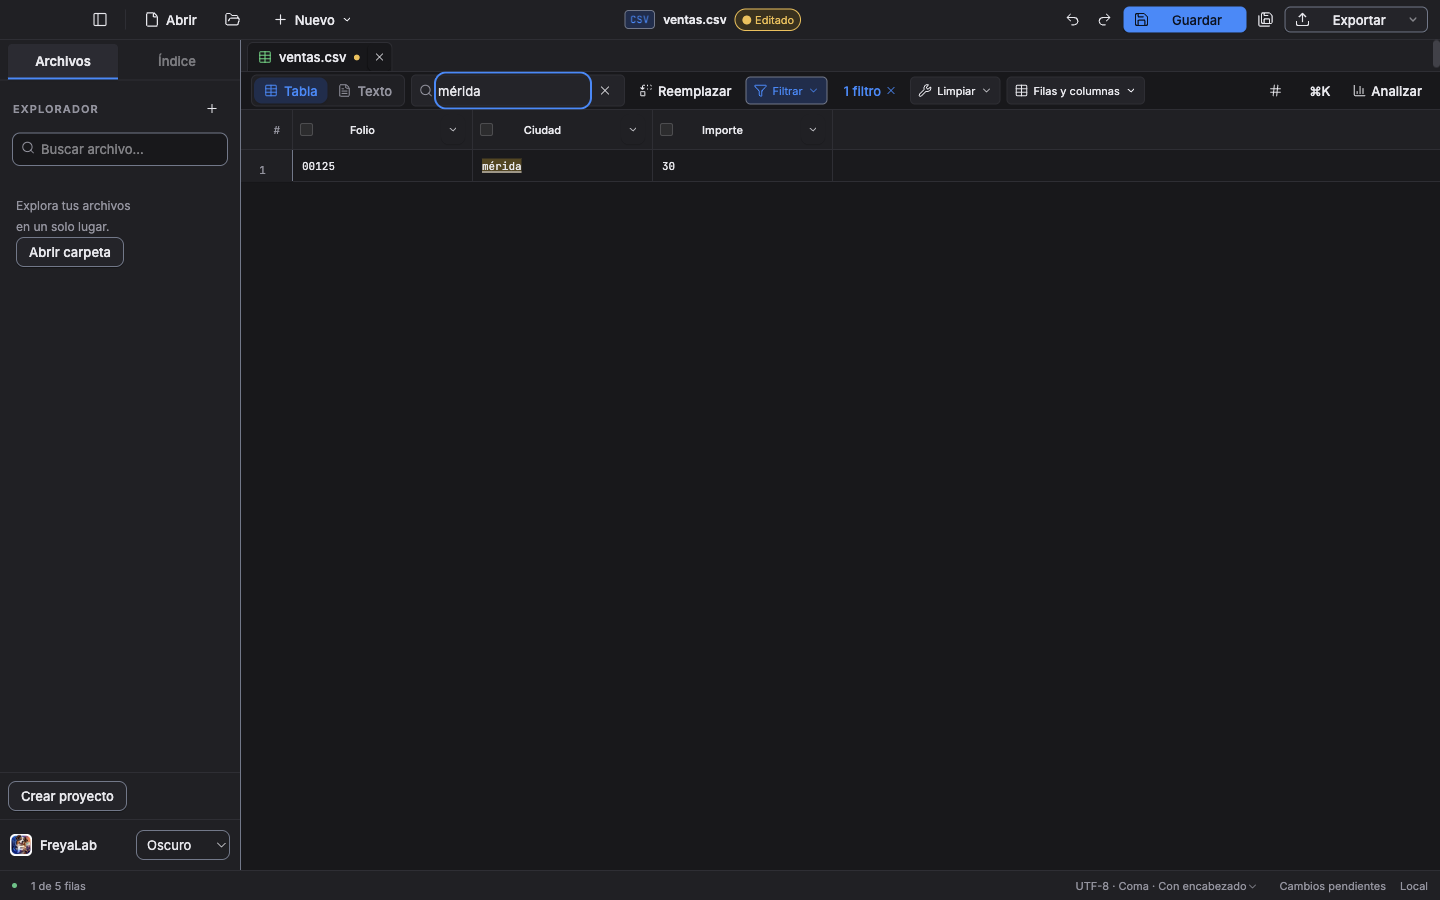 Abrir
Nuevo
CSV ventas.csv Editado
Guardar
Exportar
Archivos Índice
ventas.csv
Tabla Texto
mérida
Reemplazar
Filtrar
1 filtro
Limpiar
Filas y columnas
#
⌘K
Analizar
EXPLORADOR
Buscar archivo...
Explora tus archivos
en un solo lugar.
Abrir carpeta
# Folio Ciudad Importe
1 00125 mérida 30
Crear proyecto
FreyaLab Oscuro
1 de 5 filas
UTF-8 · Coma · Con encabezado
Cambios pendientes
Local